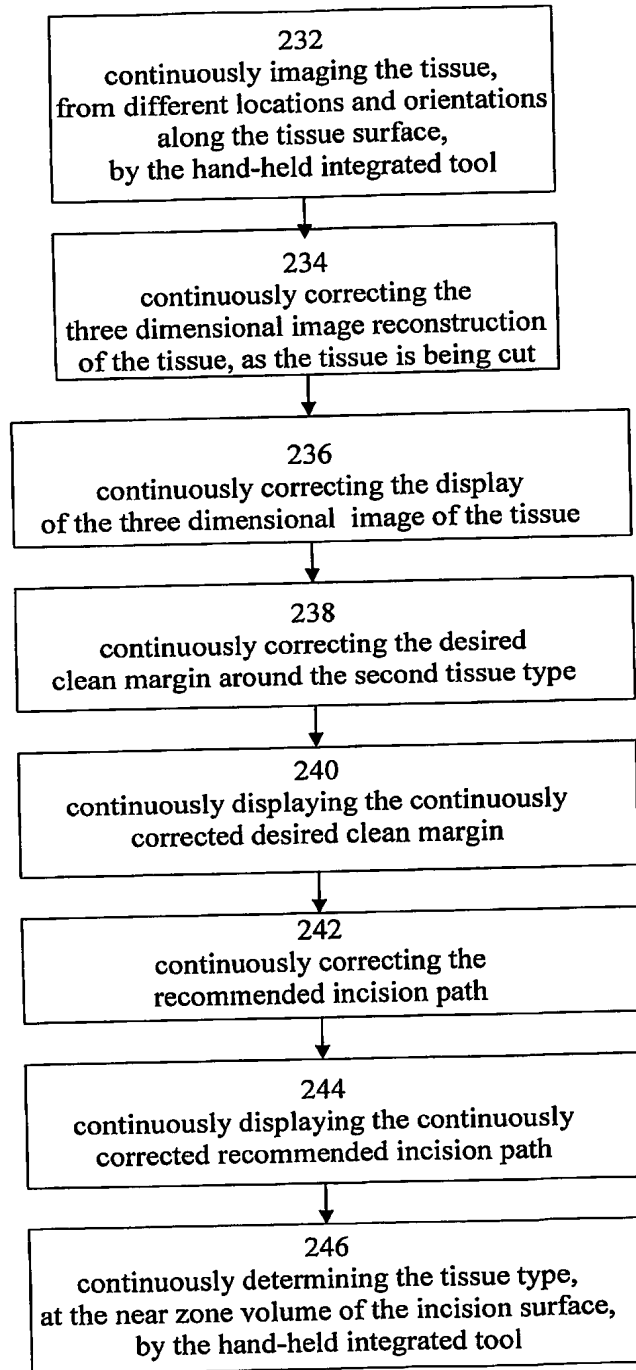 232
continuously imaging the tissue,
from different locations and orientations
along the tissue surface,
by the hand-held integrated tool
234
continuously correcting the
three dimensional image reconstruction
of the tissue, as the tissue is being cut
236
continuously correcting the display
of the three dimensional image of the tissue
238
continuously correcting the desired
clean margin around the second tissue type
240
continuously displaying the continuously
corrected desired clean margin
242
continuously correcting the
recommended incision path
244
continuously displaying the continuously
corrected recommended incision path
246
continuously determining the tissue type,
at the near zone volume of the incision surface,
by the hand-held integrated tool